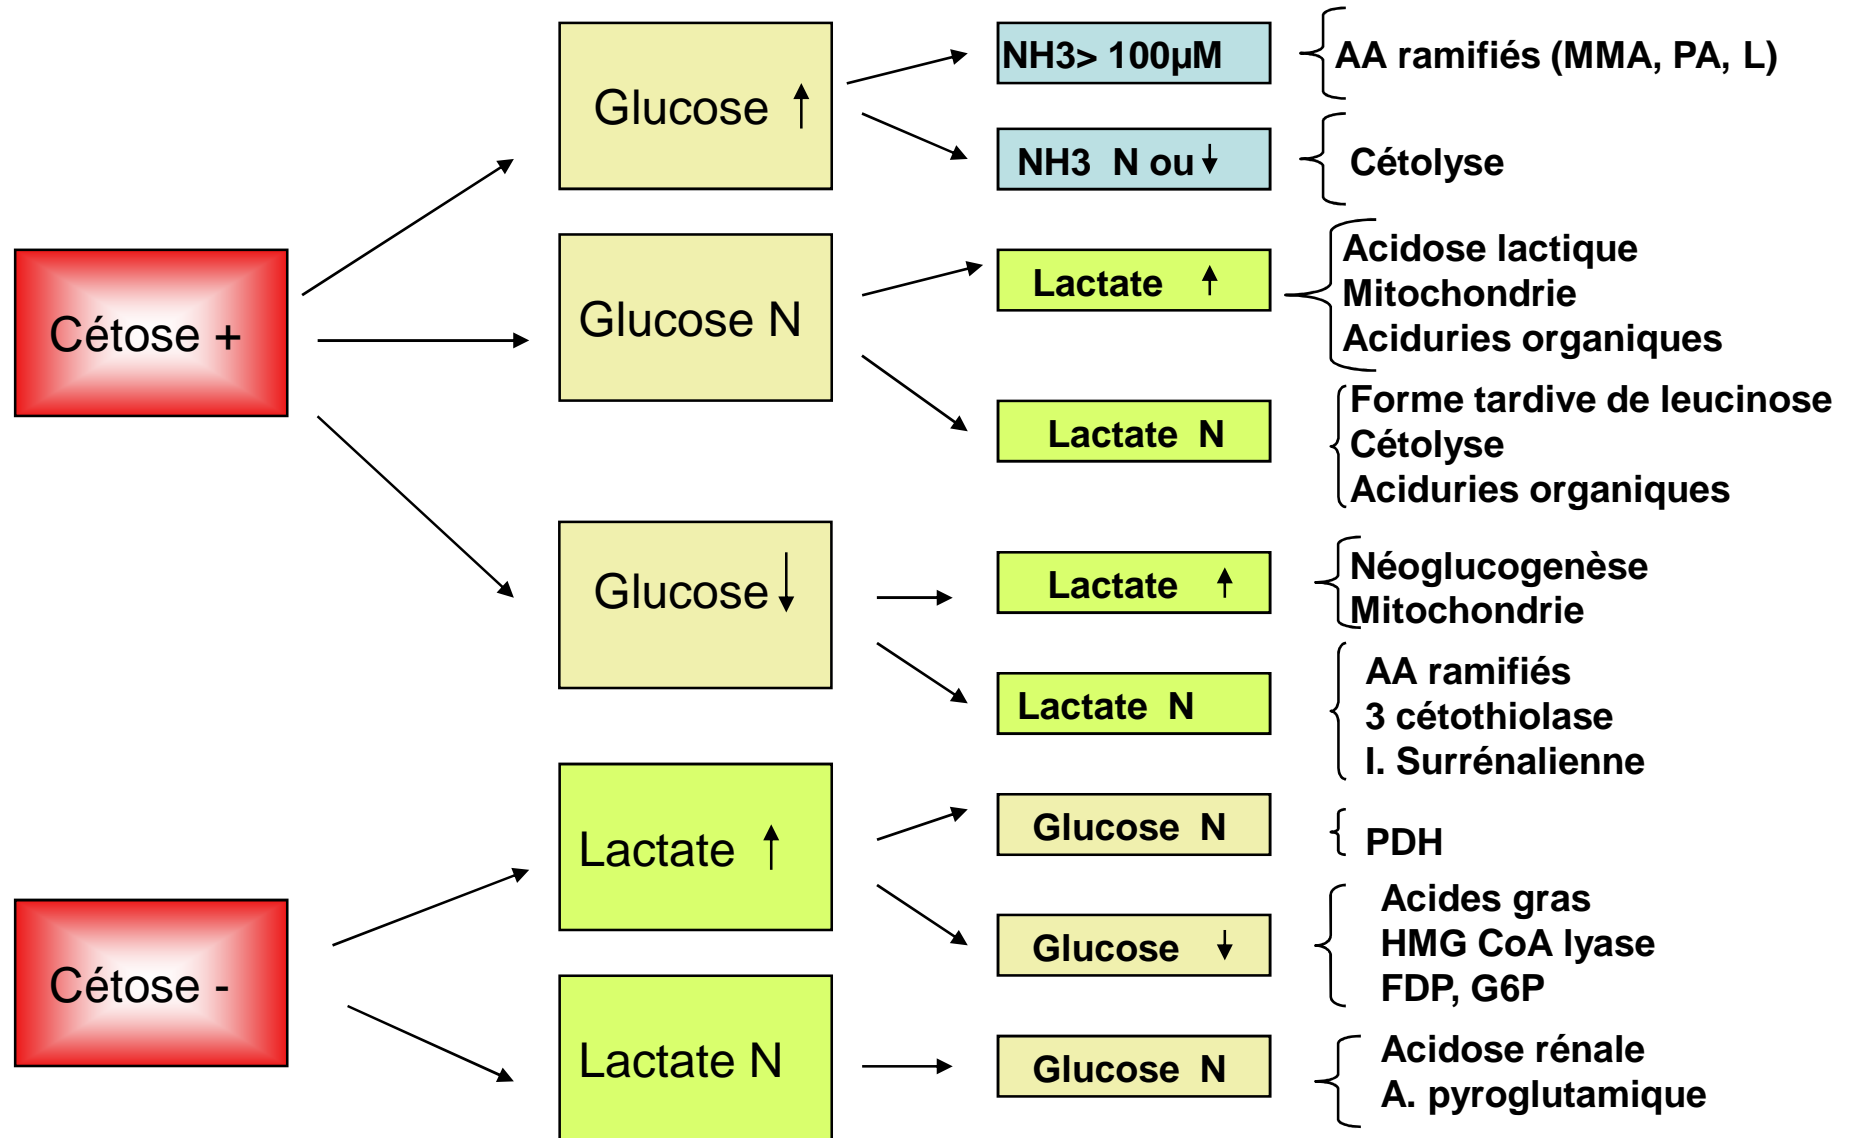 Cétose +
Glucose ↑
NH3> 100µM
AA ramifiés (MMA, PA, L)
NH3 N ou ↓
Cétolyse
Glucose N
Lactate ↑
Acidose lactique
Mitochondrie
Aciduries organiques
Lactate N
Forme tardive de leucinose
Cétolyse
Aciduries organiques
Glucose ↓
Lactate ↑
Néoglucogenèse
Mitochondrie
Lactate N
AA ramifiés
3 cétothiolase
I. Surrénalienne
Cétose -
Lactate ↑
Glucose N
PDH
Glucose ↓
Acides gras
HMG CoA lyase
FDP, G6P
Lactate N
Glucose N
Acidose rénale
A. pyroglutamique